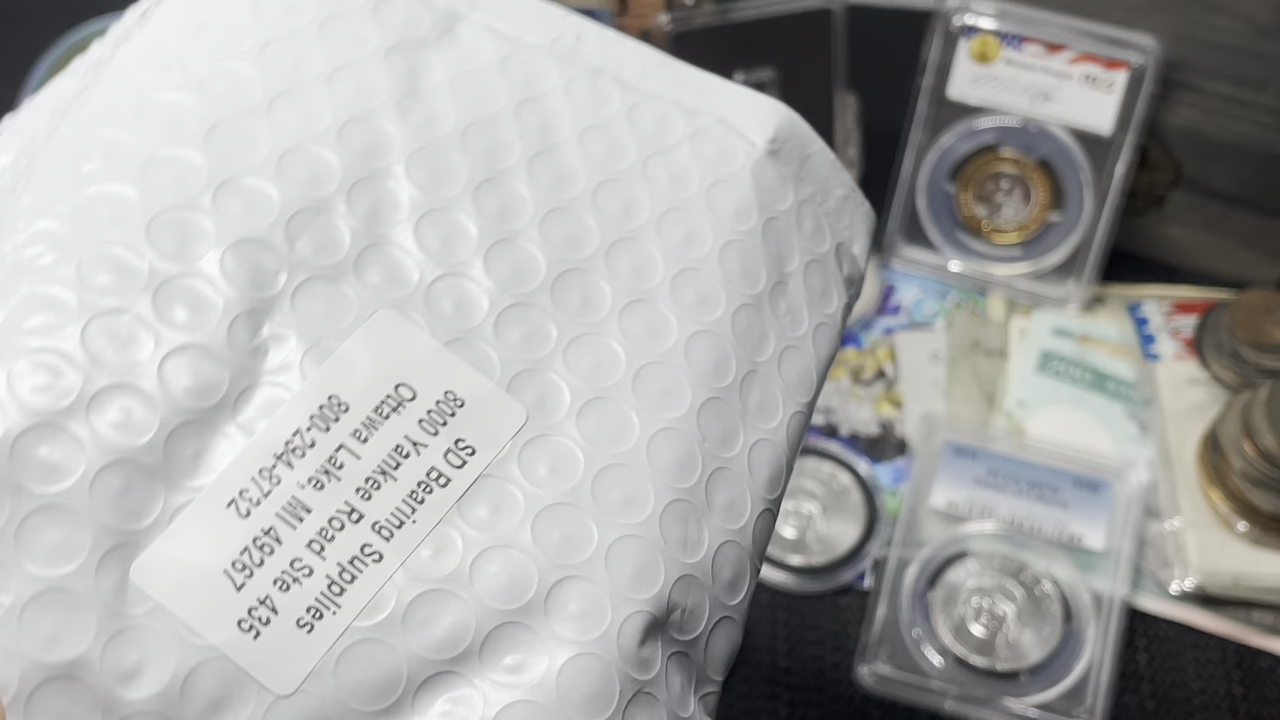 SD Bearing Supplies
8000 Yankee Road Ste 435
Ottawa Lake, MI 49267
800-294-8732